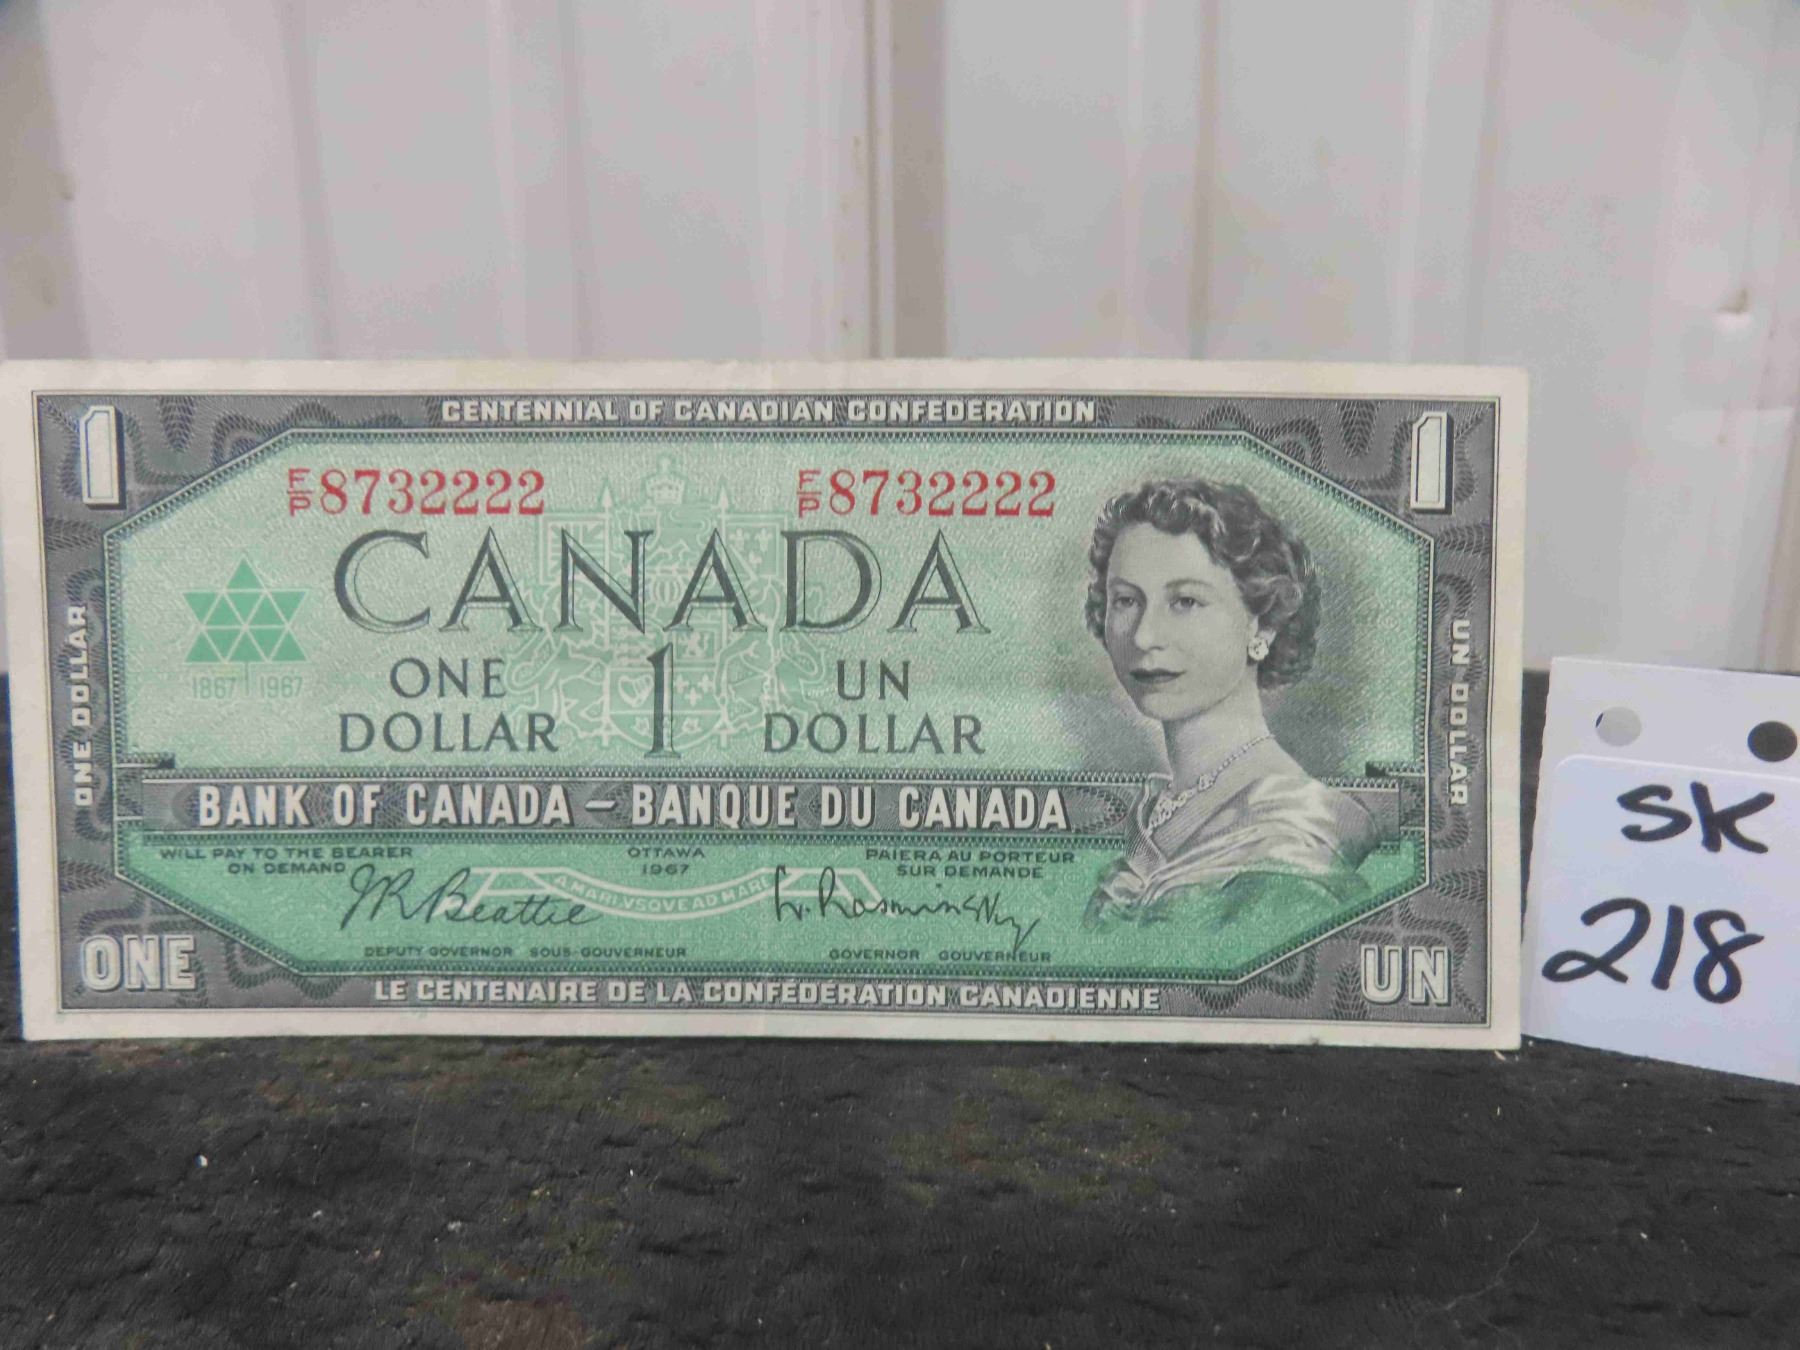 CENTENNIAL OF CANADIAN CONFEDERATION
1 1
F/P 8732222 F/P 8732222
CANADA
1867 1967
ONE DOLLAR 1 UN DOLLAR
ONE DOLLAR
UN DOLLAR
BANK OF CANADA – BANQUE DU CANADA
WILL PAY TO THE BEARER ON DEMAND
OTTAWA 1967
PAIERA AU PORTEUR SUR DEMANDE
A MARI VSQVE AD MARE
J R Beattie
L. Rasminsky
DEPUTY GOVERNOR SOUS-GOUVERNEUR
GOVERNOR GOUVERNEUR
ONE UN
LE CENTENAIRE DE LA CONFÉDÉRATION CANADIENNE
SK
218